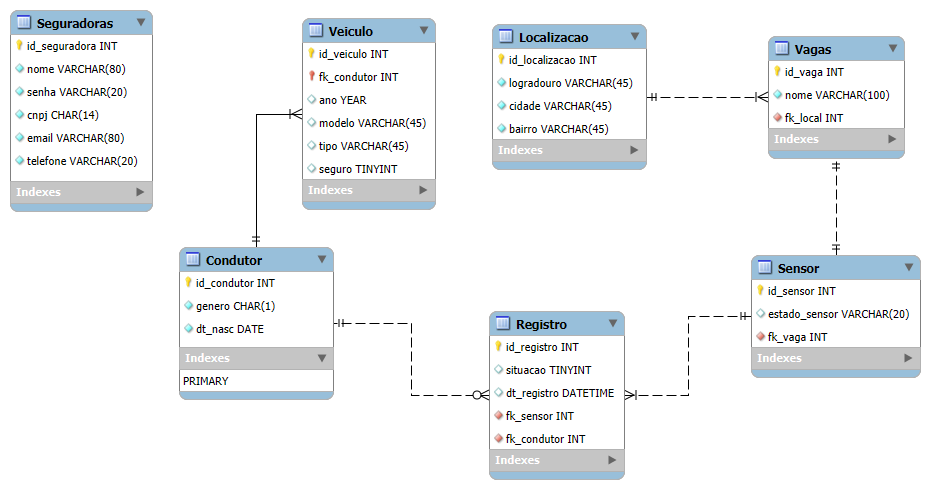 Seguradoras
id_seguradora INT
nome VARCHAR(80)
senha VARCHAR(20)
cnpj CHAR(14)
email VARCHAR(80)
telefone VARCHAR(20)
Indexes
Veiculo
id_veiculo INT
fk_condutor INT
ano YEAR
modelo VARCHAR(45)
tipo VARCHAR(45)
seguro TINYINT
Indexes
Localizacao
id_localizacao INT
logradouro VARCHAR(45)
cidade VARCHAR(45)
bairro VARCHAR(45)
Indexes
Vagas
id_vaga INT
nome VARCHAR(100)
fk_local INT
Indexes
Condutor
id_condutor INT
genero CHAR(1)
dt_nasc DATE
Indexes
PRIMARY
Registro
id_registro INT
situacao TINYINT
dt_registro DATETIME
fk_sensor INT
fk_condutor INT
Indexes
Sensor
id_sensor INT
estado_sensor VARCHAR(20)
fk_vaga INT
Indexes